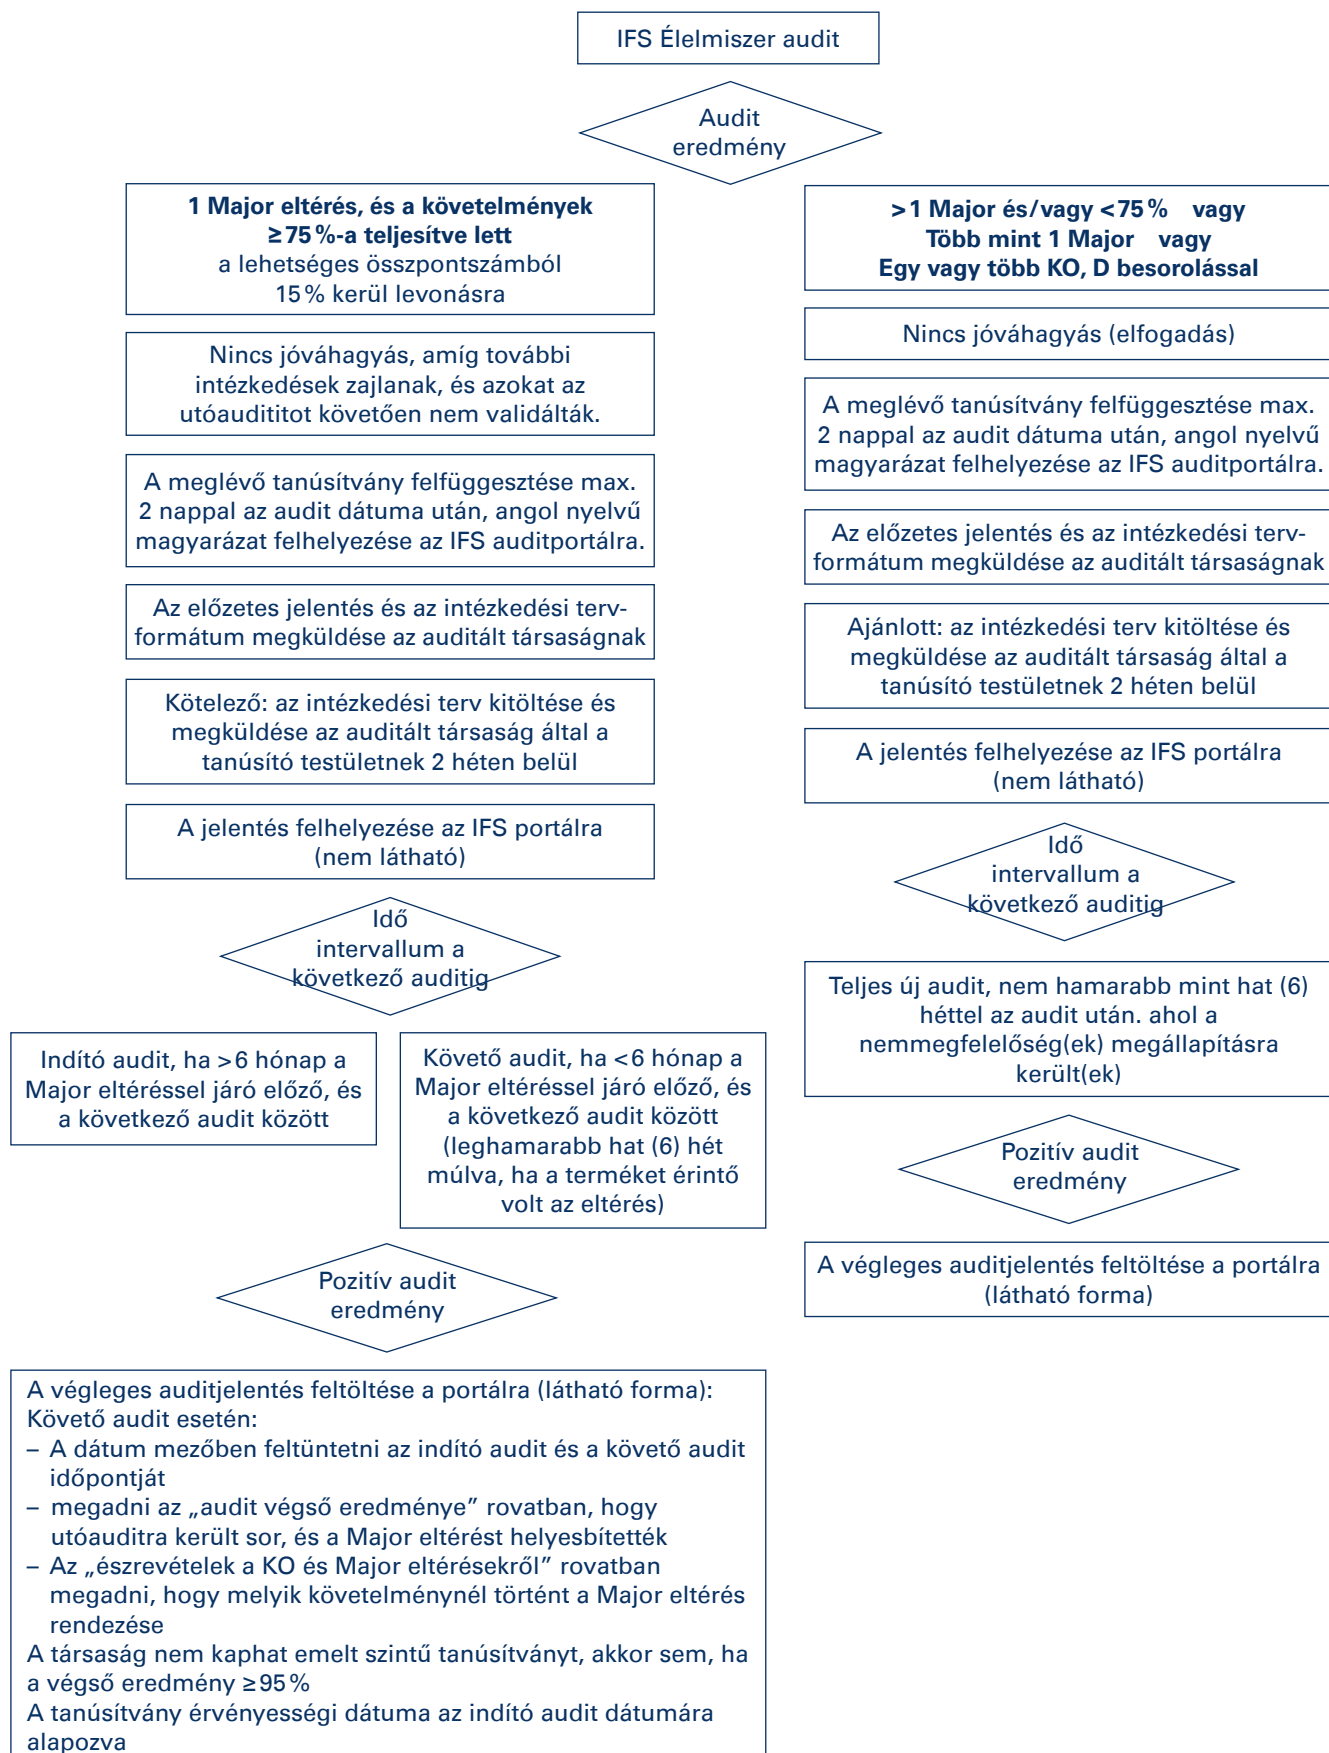 IFS Élelmiszer audit
Audit
eredmény
1 Major eltérés, és a követelmények
≥75%-a teljesítve lett
a lehetséges összpontszámból
15% kerül levonásra
Nincs jóváhagyás, amíg további
intézkedések zajlanak, és azokat az
utóaudititot követően nem validálták.
A meglévő tanúsítvány felfüggesztése max.
2 nappal az audit dátuma után, angol nyelvű
magyarázat felhelyezése az IFS auditportálra.
Az előzetes jelentés és az intézkedési terv-
formátum megküldése az auditált társaságnak
Kötelező: az intézkedési terv kitöltése és
megküldése az auditált társaság által a
tanúsító testületnek 2 héten belül
A jelentés felhelyezése az IFS portálra
(nem látható)
Idő
intervallum a
következő auditig
Indító audit, ha >6 hónap a
Major eltéréssel járó előző, és
a következő audit között
Követő audit, ha <6 hónap a
Major eltéréssel járó előző, és
a következő audit között
(leghamarabb hat (6) hét
múlva, ha a terméket érintő
volt az eltérés)
Pozitív audit
eredmény
A végleges auditjelentés feltöltése a portálra (látható forma):
Követő audit esetén:
– A dátum mezőben feltüntetni az indító audit és a követő audit
időpontját
– megadni az „audit végső eredménye” rovatban, hogy
utóauditra került sor, és a Major eltérést helyesbítették
– Az „észrevételek a KO és Major eltérésekről” rovatban
megadni, hogy melyik követelménynél történt a Major eltérés
rendezése
A társaság nem kaphat emelt szintű tanúsítványt, akkor sem, ha
a végső eredmény ≥95%
A tanúsítvány érvényességi dátuma az indító audit dátumára
alapozva
>1 Major és/vagy <75% vagy
Több mint 1 Major vagy
Egy vagy több KO, D besorolással
Nincs jóváhagyás (elfogadás)
A meglévő tanúsítvány felfüggesztése max.
2 nappal az audit dátuma után, angol nyelvű
magyarázat felhelyezése az IFS auditportálra.
Az előzetes jelentés és az intézkedési terv-
formátum megküldése az auditált társaságnak
Ajánlott: az intézkedési terv kitöltése és
megküldése az auditált társaság által a
tanúsító testületnek 2 héten belül
A jelentés felhelyezése az IFS portálra
(nem látható)
Idő
intervallum a
következő auditig
Teljes új audit, nem hamarabb mint hat (6)
héttel az audit után. ahol a
nemmegfelelőség(ek) megállapításra
került(ek)
Pozitív audit
eredmény
A végleges auditjelentés feltöltése a portálra
(látható forma)